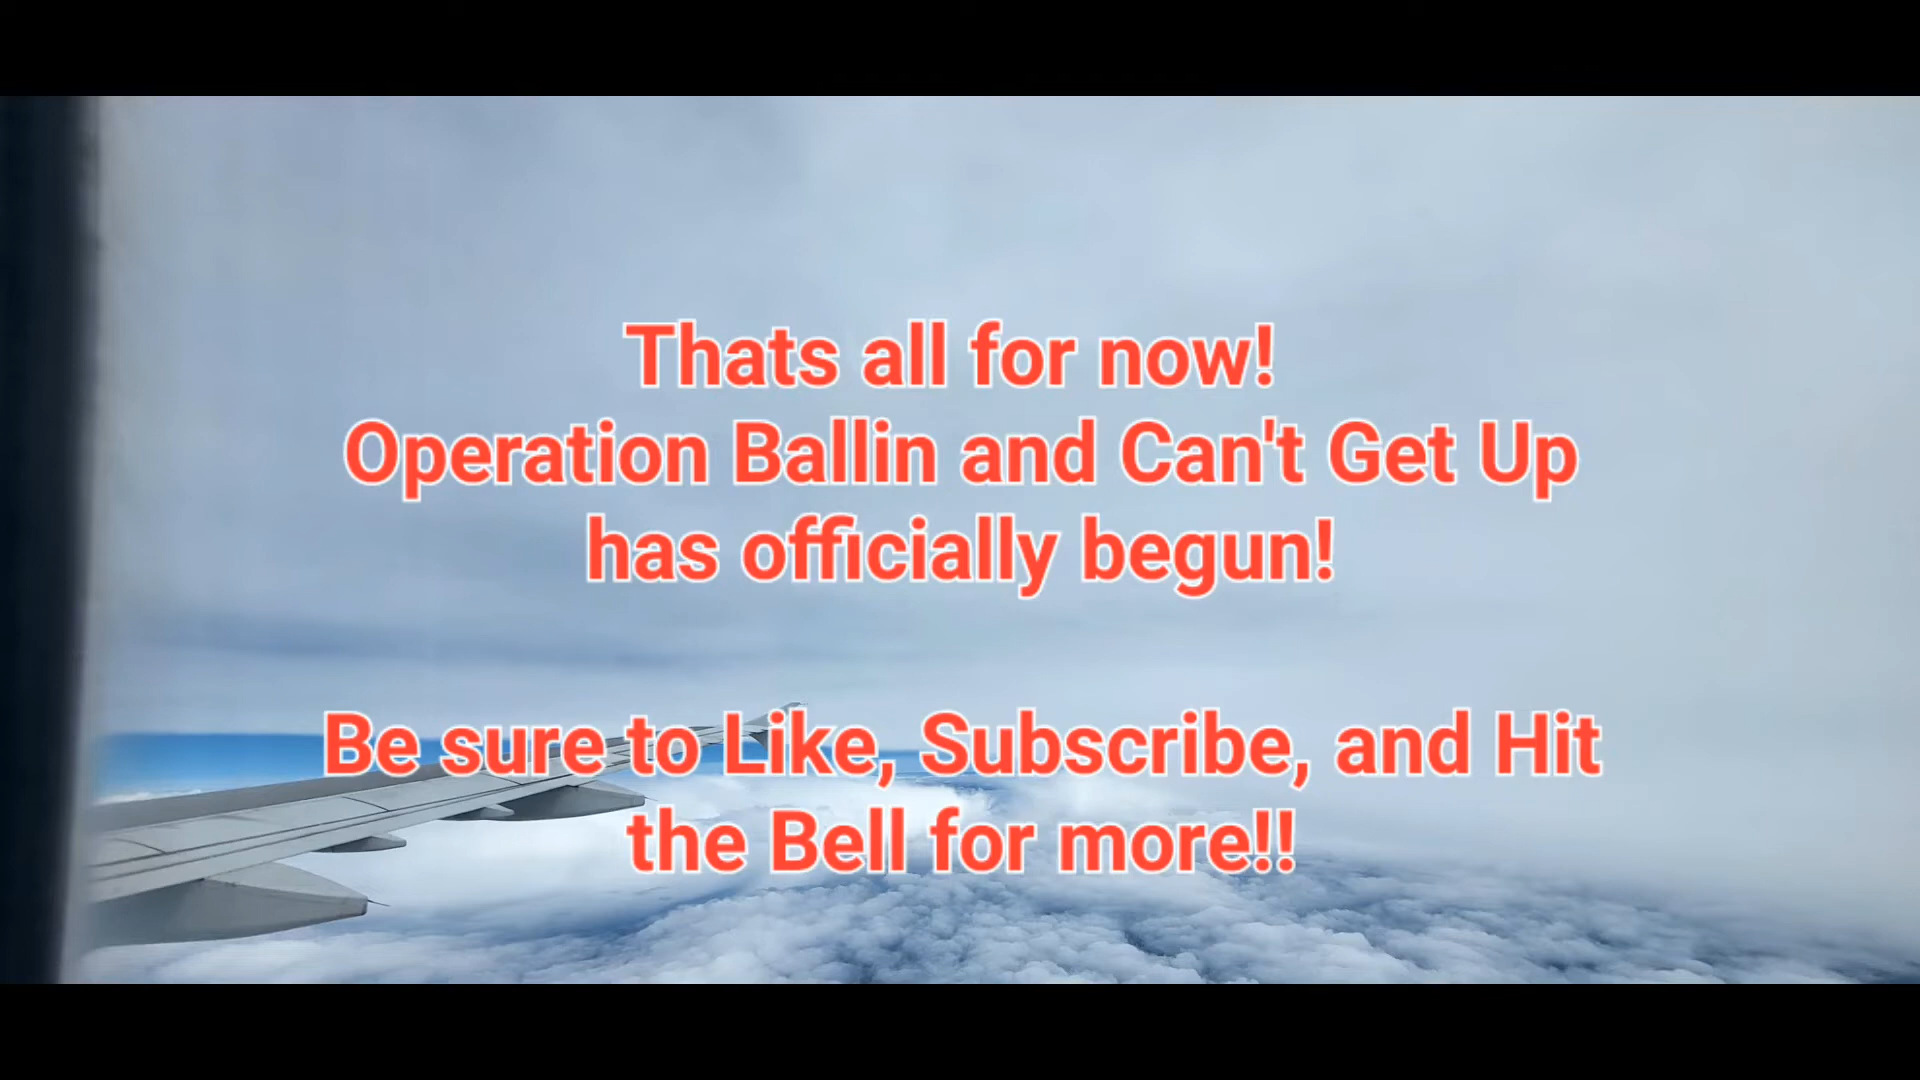 Thats all for now!
Operation Ballin and Can't Get Up
has officially begun!
Be sure to Like, Subscribe, and Hit
the Bell for more!!